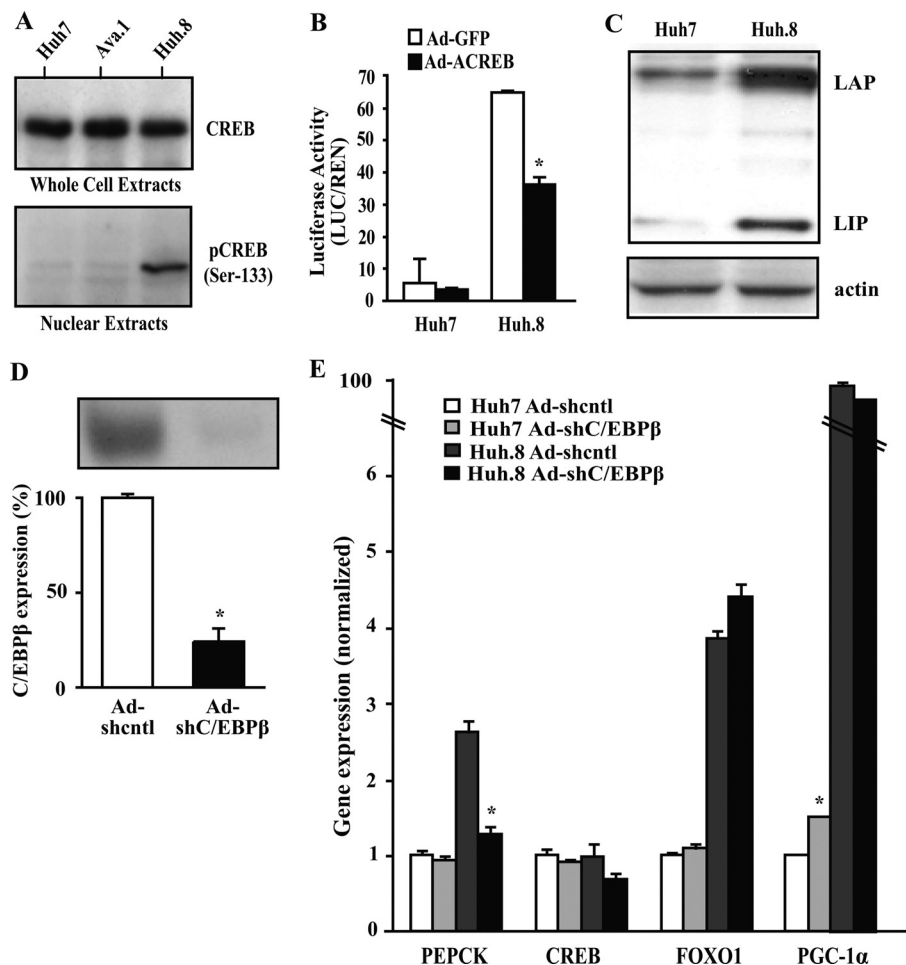 A
Huh7
Ava.1
Huh.8
CREB
Whole Cell Extracts
pCREB
(Ser-133)
Nuclear Extracts
B
Ad-GFP
Ad-ACREB
Luciferase Activity
(LUC/REN)
70
60
50
40
30
20
10
0
*
Huh7
Huh.8
C
Huh7
Huh.8
LAP
LIP
actin
D
C/EBPβ expression (%)
100
50
0
*
Ad-
shcntl
Ad-
shC/EBPβ
E
Huh7 Ad-shcntl
Huh7 Ad-shC/EBPβ
Huh.8 Ad-shcntl
Huh.8 Ad-shC/EBPβ
Gene expression (normalized)
100
6
4
2
1
0
*
*
PEPCK
CREB
FOXO1
PGC-1α